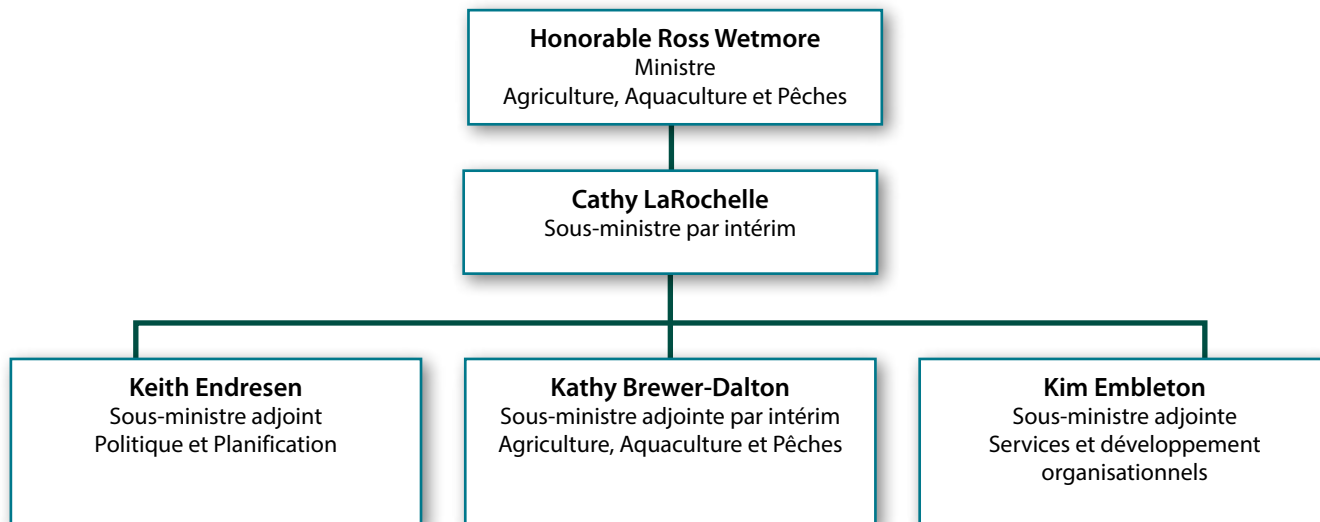 Honorable Ross Wetmore
Ministre
Agriculture, Aquaculture et Pêches
Cathy LaRochelle
Sous-ministre par intérim
Keith Endresen
Sous-ministre adjoint
Politique et Planification
Kathy Brewer-Dalton
Sous-ministre adjointe par intérim
Agriculture, Aquaculture et Pêches
Kim Embleton
Sous-ministre adjointe
Services et développement
organisationnels